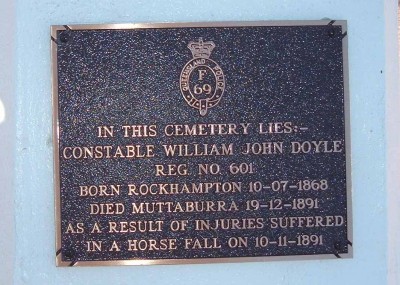 QUEENSLAND POLICE
F
69
IN THIS CEMETERY LIES:-
CONSTABLE WILLIAM JOHN DOYLE
REG. NO. 601
BORN ROCKHAMPTON 10-07-1868
DIED MUTTABURRA 19-12-1891
AS A RESULT OF INJURIES SUFFERED
IN A HORSE FALL ON 10-11-1891